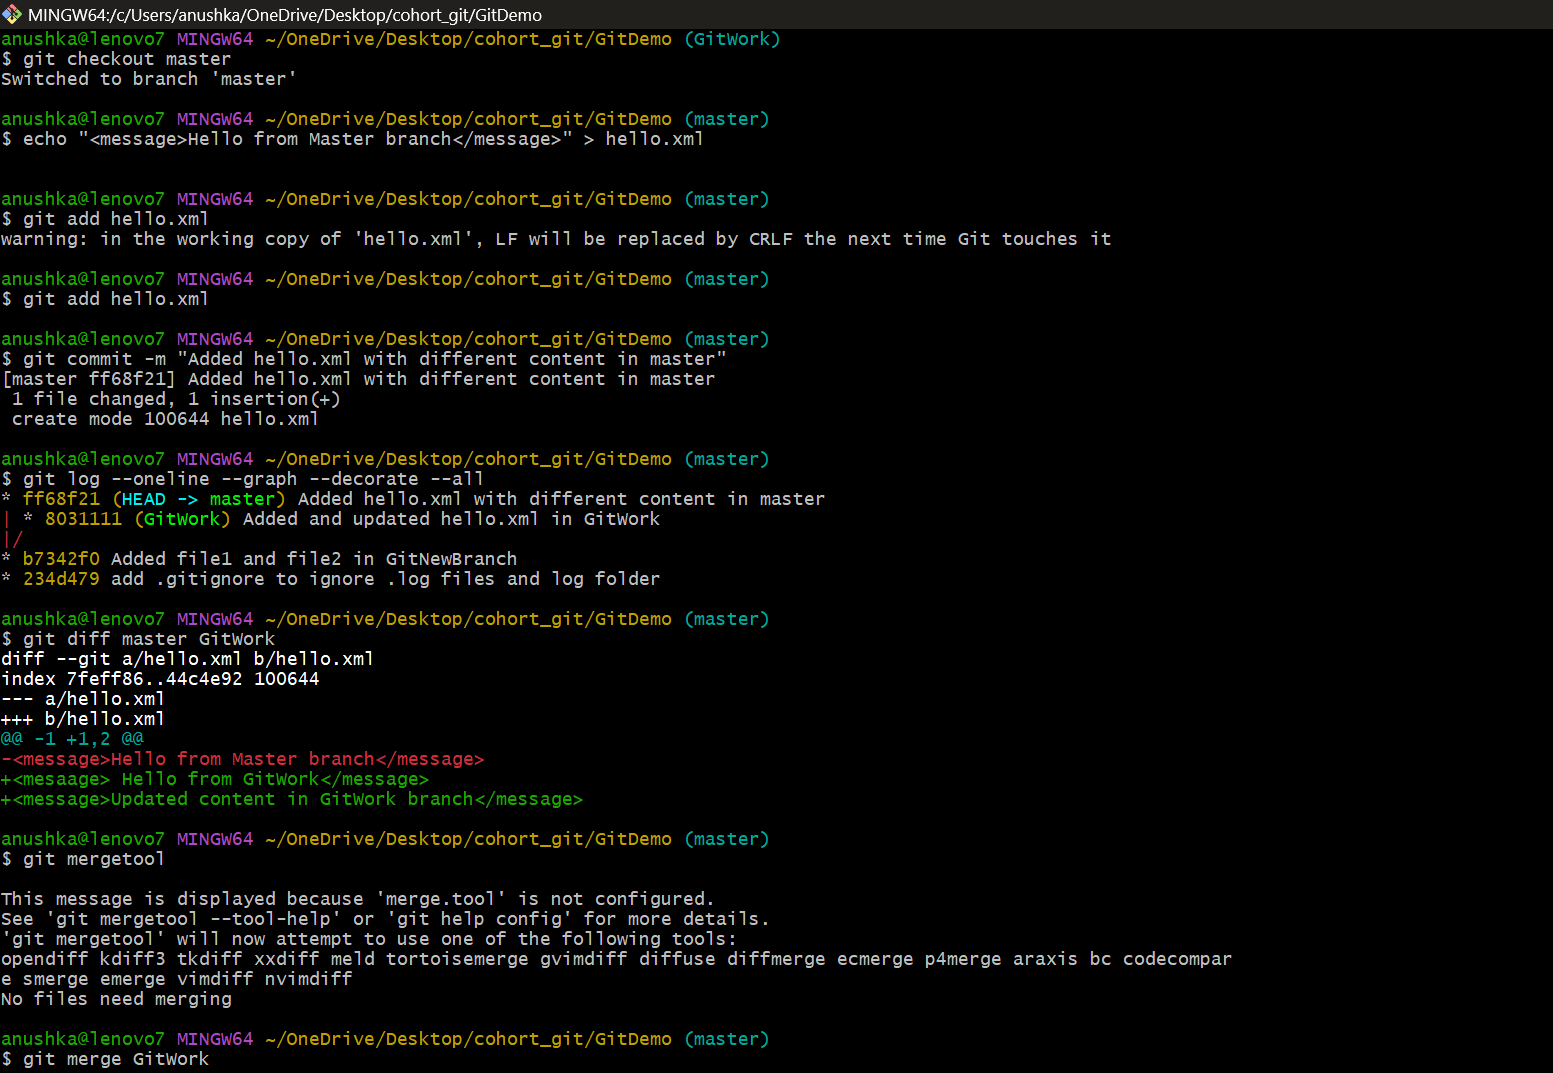 MINGW64:/c/Users/anushka/OneDrive/Desktop/cohort_git/GitDemo
anushka@lenovo7 MINGW64 ~/OneDrive/Desktop/cohort_git/GitDemo (GitWork)
$ git checkout master
Switched to branch 'master'
anushka@lenovo7 MINGW64 ~/OneDrive/Desktop/cohort_git/GitDemo (master)
$ echo "<message>Hello from Master branch</message>" > hello.xml
anushka@lenovo7 MINGW64 ~/OneDrive/Desktop/cohort_git/GitDemo (master)
$ git add hello.xml
warning: in the working copy of 'hello.xml', LF will be replaced by CRLF the next time Git touches it
anushka@lenovo7 MINGW64 ~/OneDrive/Desktop/cohort_git/GitDemo (master)
$ git add hello.xml
anushka@lenovo7 MINGW64 ~/OneDrive/Desktop/cohort_git/GitDemo (master)
$ git commit -m "Added hello.xml with different content in master"
[master ff68f21] Added hello.xml with different content in master
 1 file changed, 1 insertion(+)
 create mode 100644 hello.xml
anushka@lenovo7 MINGW64 ~/OneDrive/Desktop/cohort_git/GitDemo (master)
$ git log --oneline --graph --decorate --all
* ff68f21 (HEAD -> master) Added hello.xml with different content in master
| * 8031111 (GitWork) Added and updated hello.xml in GitWork
|/
* b7342f0 Added file1 and file2 in GitNewBranch
* 234d479 add .gitignore to ignore .log files and log folder
anushka@lenovo7 MINGW64 ~/OneDrive/Desktop/cohort_git/GitDemo (master)
$ git diff master GitWork
diff --git a/hello.xml b/hello.xml
index 7feff86..44c4e92 100644
--- a/hello.xml
+++ b/hello.xml
@@ -1 +1,2 @@
-<message>Hello from Master branch</message>
+<mesaage> Hello from GitWork</message>
+<message>Updated content in GitWork branch</message>
anushka@lenovo7 MINGW64 ~/OneDrive/Desktop/cohort_git/GitDemo (master)
$ git mergetool
This message is displayed because 'merge.tool' is not configured.
See 'git mergetool --tool-help' or 'git help config' for more details.
'git mergetool' will now attempt to use one of the following tools:
opendiff kdiff3 tkdiff xxdiff meld tortoisemerge gvimdiff diffuse diffmerge ecmerge p4merge araxis bc codecompar
e smerge emerge vimdiff nvimdiff
No files need merging
anushka@lenovo7 MINGW64 ~/OneDrive/Desktop/cohort_git/GitDemo (master)
$ git merge GitWork